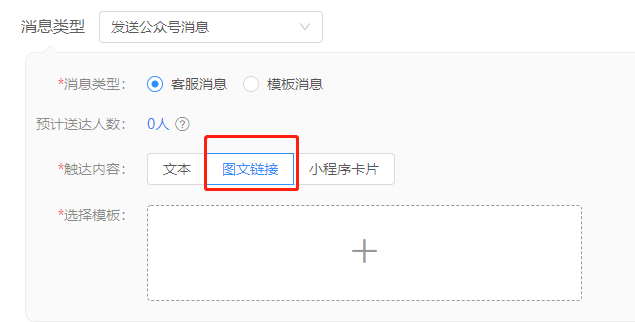 消息类型 发送公众号消息
*消息类型： 客服消息 模板消息
预计送达人数： 0人 ?
*触达内容： 文本 图文链接 小程序卡片
*选择模板：